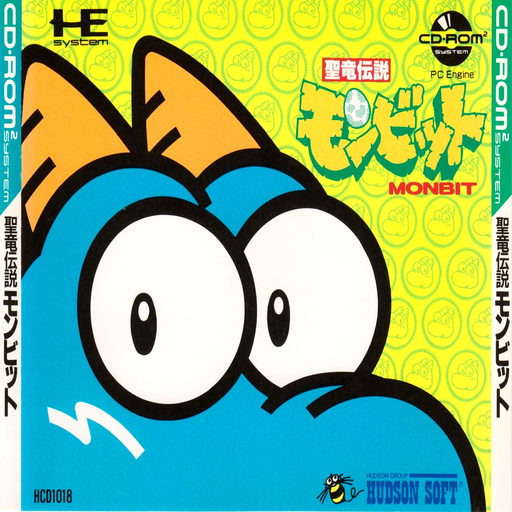 CD·ROM² SYSTEM
聖竜伝説 モンビット
HE
system
CD·ROM²
SYSTEM
PC Engine
聖竜伝説
モンビット
MONBIT
HCD1018
HUDSON GROUP
HUDSON SOFT®
CD·ROM² SYSTEM
聖竜伝説 モンビット